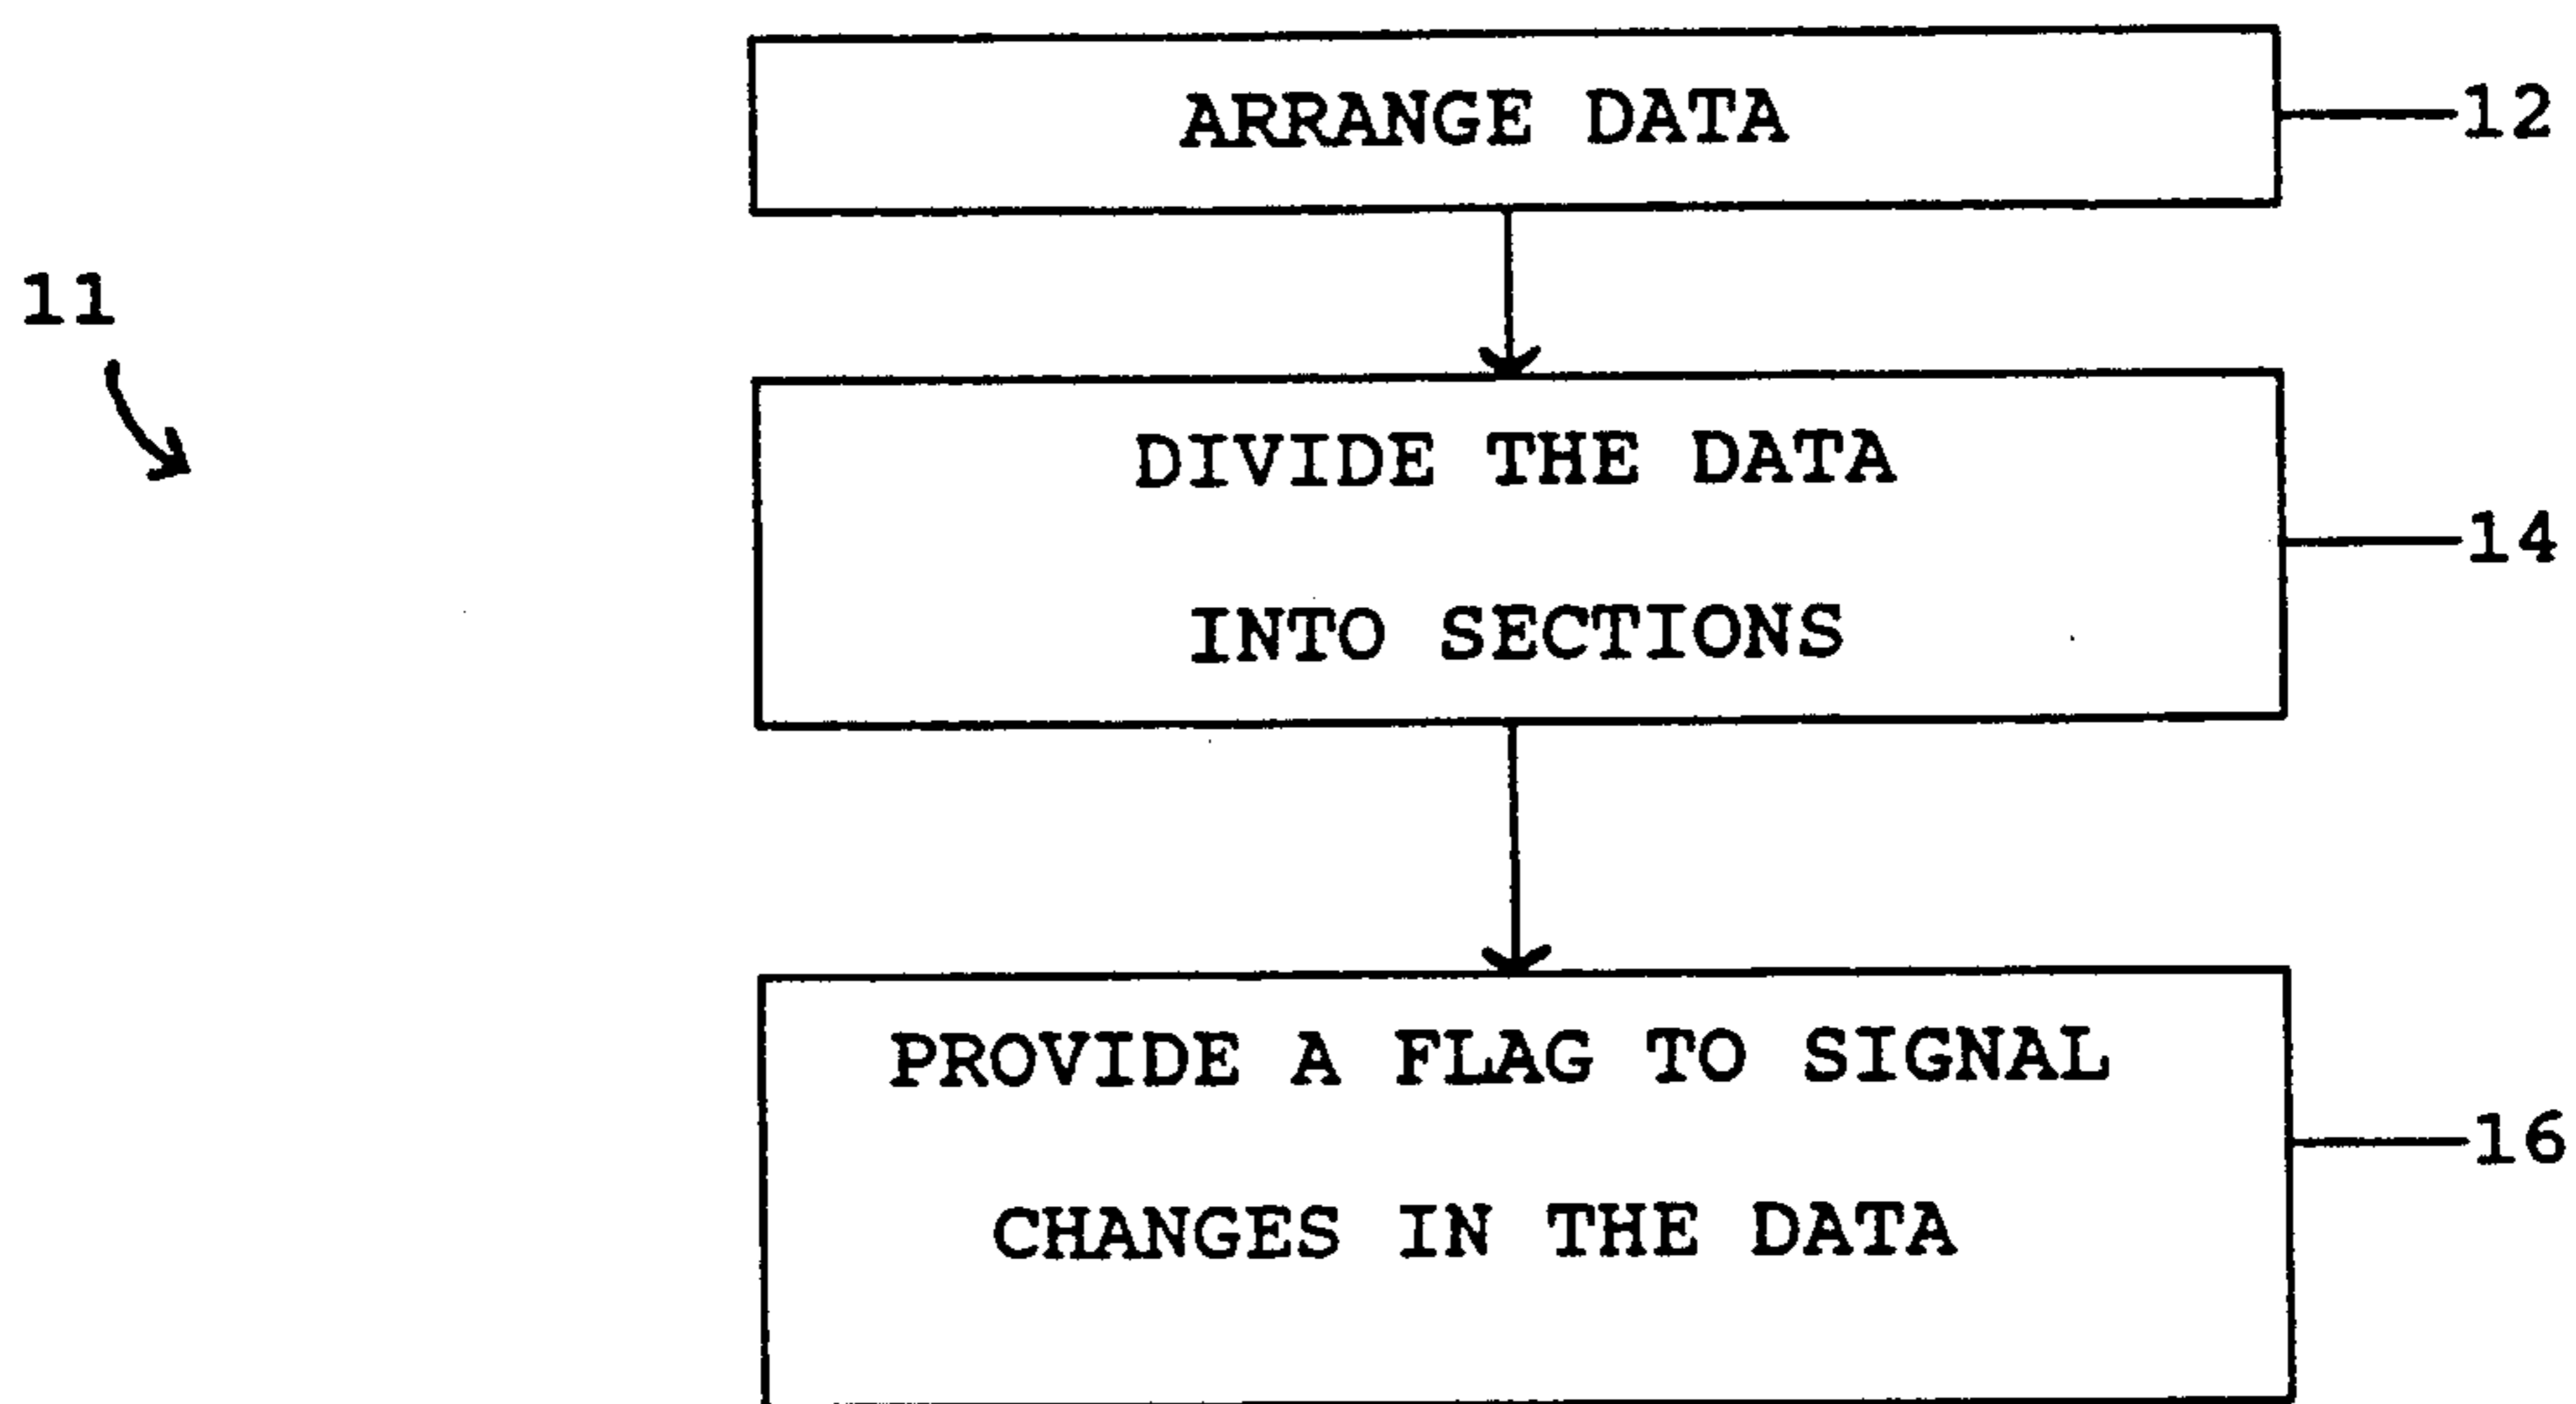 ARRANGE DATA
12
11
DIVIDE THE DATA
INTO SECTIONS
14
PROVIDE A FLAG TO SIGNAL
CHANGES IN THE DATA
16